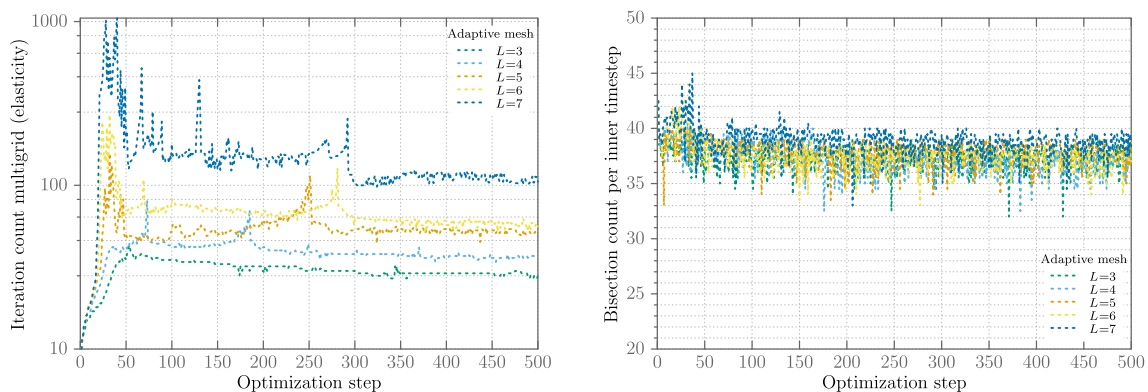 Iteration count multigrid (elasticity)
1000
100
10
Adaptive mesh
L=3
L=4
L=5
L=6
L=7
0 50 100 150 200 250 300 350 400 450 500
Optimization step
Bisection count per inner timestep
50
45
40
35
30
25
20
Adaptive mesh
L=3
L=4
L=5
L=6
L=7
0 50 100 150 200 250 300 350 400 450 500
Optimization step